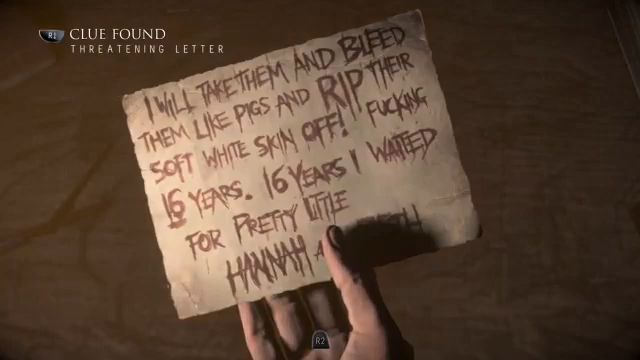 R1 CLUE FOUND
THREATENING LETTER
I WILL TAKE THEM AND BLEED
THEM LIKE PIGS AND RIP THEIR
SOFT WHITE SKIN OFF! FUCKING
16 YEARS. 16 YEARS I WAITED
FOR PRETTY LITTLE
HANNAH
R2